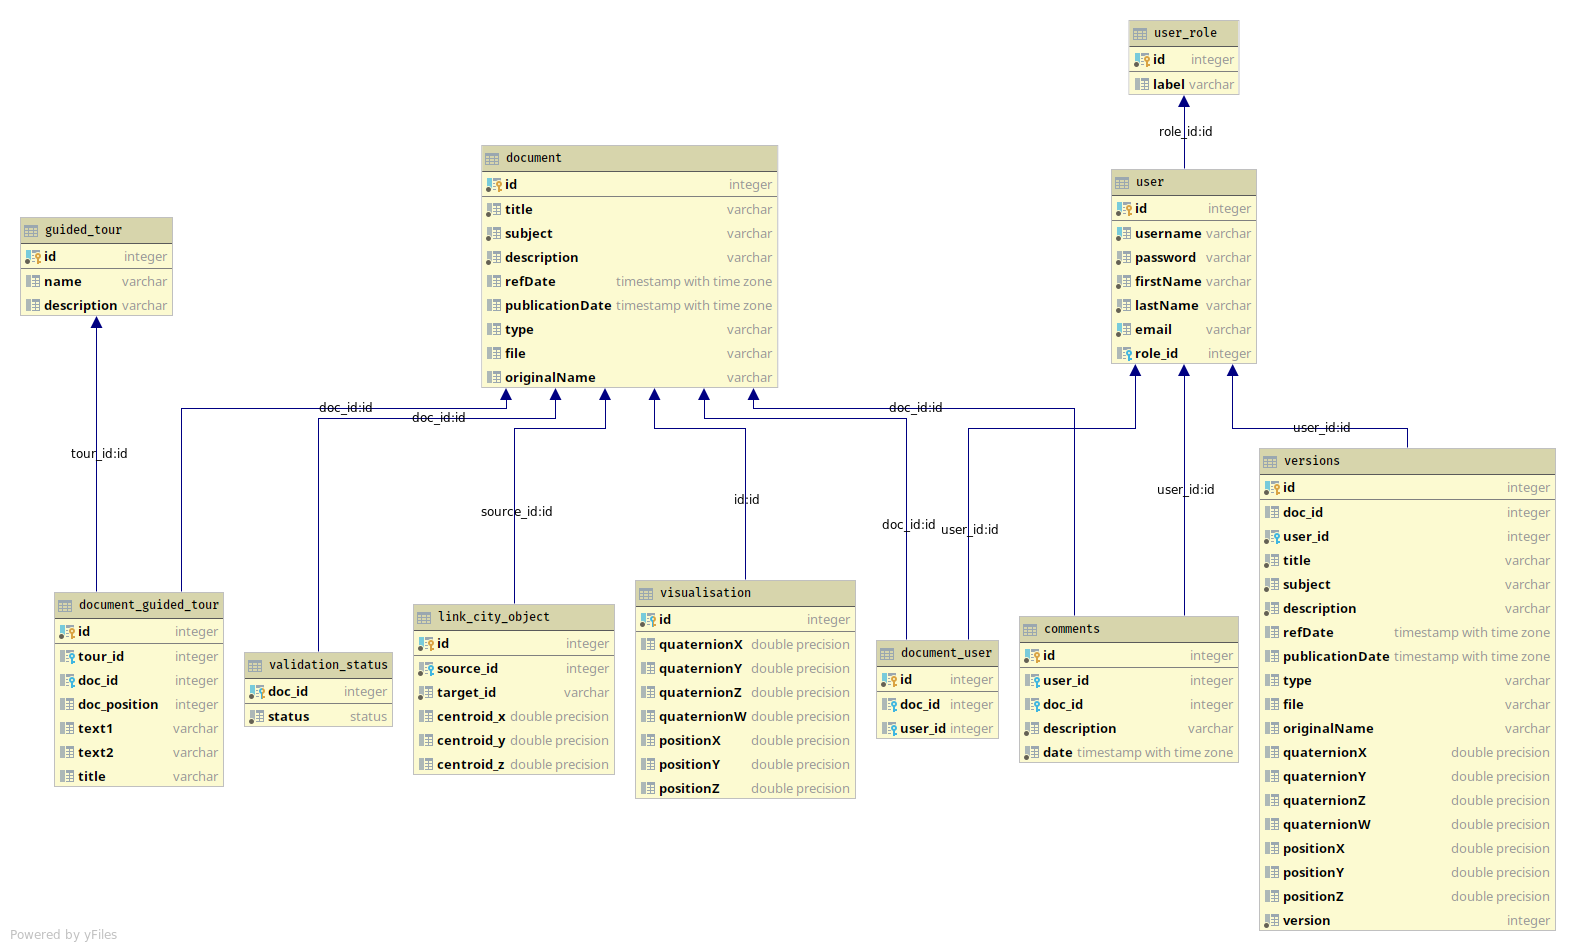 user_role
id integer
label varchar
role_id:id
document
id integer
title varchar
subject varchar
description varchar
refDate timestamp with time zone
publicationDate timestamp with time zone
type varchar
file varchar
originalName varchar
user
id integer
username varchar
password varchar
firstName varchar
lastName varchar
email varchar
role_id integer
guided_tour
id integer
name varchar
description varchar
doc_id:id
doc_id:id
doc_id:id
user_id:id
tour_id:id
source_id:id
id:id
doc_id:id
user_id:id
user_id:id
document_guided_tour
id integer
tour_id integer
doc_id integer
doc_position integer
text1 varchar
text2 varchar
title varchar
validation_status
doc_id integer
status status
link_city_object
id integer
source_id integer
target_id varchar
centroid_x double precision
centroid_y double precision
centroid_z double precision
visualisation
id integer
quaternionX double precision
quaternionY double precision
quaternionZ double precision
quaternionW double precision
positionX double precision
positionY double precision
positionZ double precision
document_user
id integer
doc_id integer
user_id integer
comments
id integer
user_id integer
doc_id integer
description varchar
date timestamp with time zone
versions
id integer
doc_id integer
user_id integer
title varchar
subject varchar
description varchar
refDate timestamp with time zone
publicationDate timestamp with time zone
type varchar
file varchar
originalName varchar
quaternionX double precision
quaternionY double precision
quaternionZ double precision
quaternionW double precision
positionX double precision
positionY double precision
positionZ double precision
version integer
Powered by yFiles